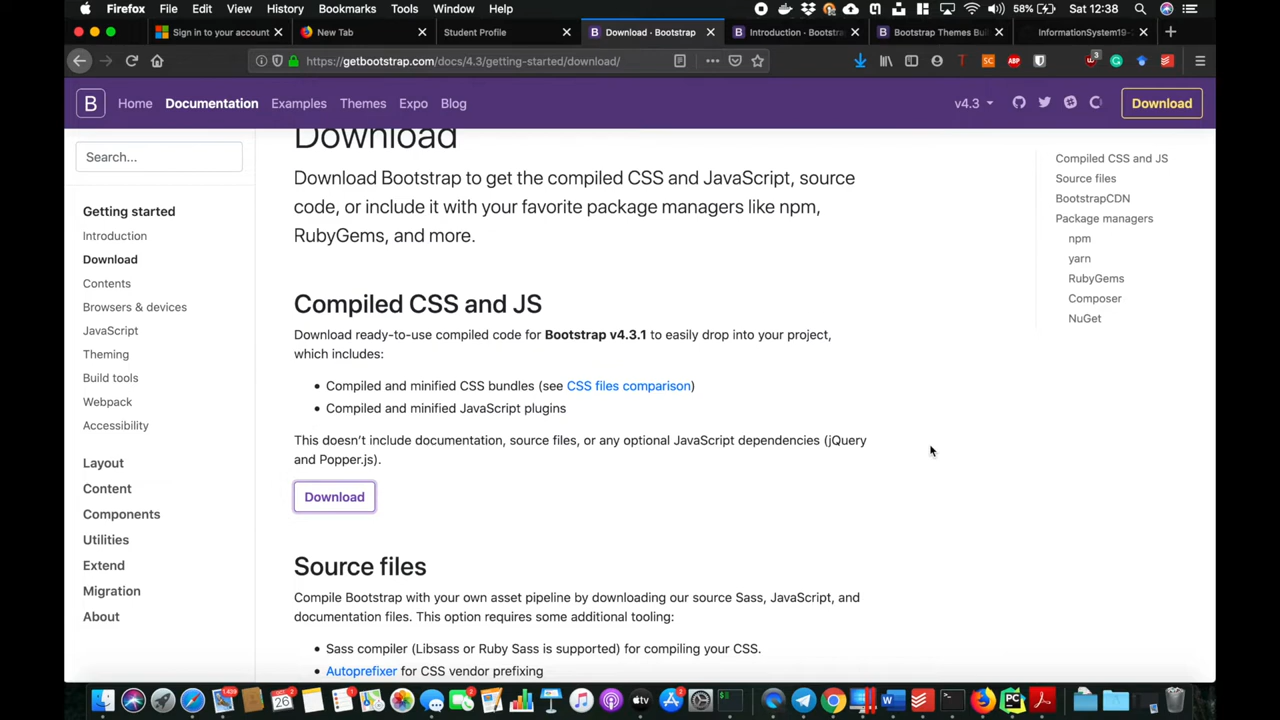 Firefox File Edit View History Bookmarks Tools Window Help 58% Sat 12:38
Sign in to your account New Tab Student Profile Download · Bootstrap Introduction · Bootstra Bootstrap Themes Bui InformationSystem19-
https://getbootstrap.com/docs/4.3/getting-started/download/
B Home Documentation Examples Themes Expo Blog v4.3 Download
Search...
Getting started
Introduction
Download
Contents
Browsers & devices
JavaScript
Theming
Build tools
Webpack
Accessibility
Layout
Content
Components
Utilities
Extend
Migration
About
Download
Download Bootstrap to get the compiled CSS and JavaScript, source
code, or include it with your favorite package managers like npm,
RubyGems, and more.
Compiled CSS and JS
Download ready-to-use compiled code for Bootstrap v4.3.1 to easily drop into your project,
which includes:
• Compiled and minified CSS bundles (see CSS files comparison)
• Compiled and minified JavaScript plugins
This doesn’t include documentation, source files, or any optional JavaScript dependencies (jQuery
and Popper.js).
Download
Source files
Compile Bootstrap with your own asset pipeline by downloading our source Sass, JavaScript, and
documentation files. This option requires some additional tooling:
• Sass compiler (Libsass or Ruby Sass is supported) for compiling your CSS.
• Autoprefixer for CSS vendor prefixing
Compiled CSS and JS
Source files
BootstrapCDN
Package managers
npm
yarn
RubyGems
Composer
NuGet